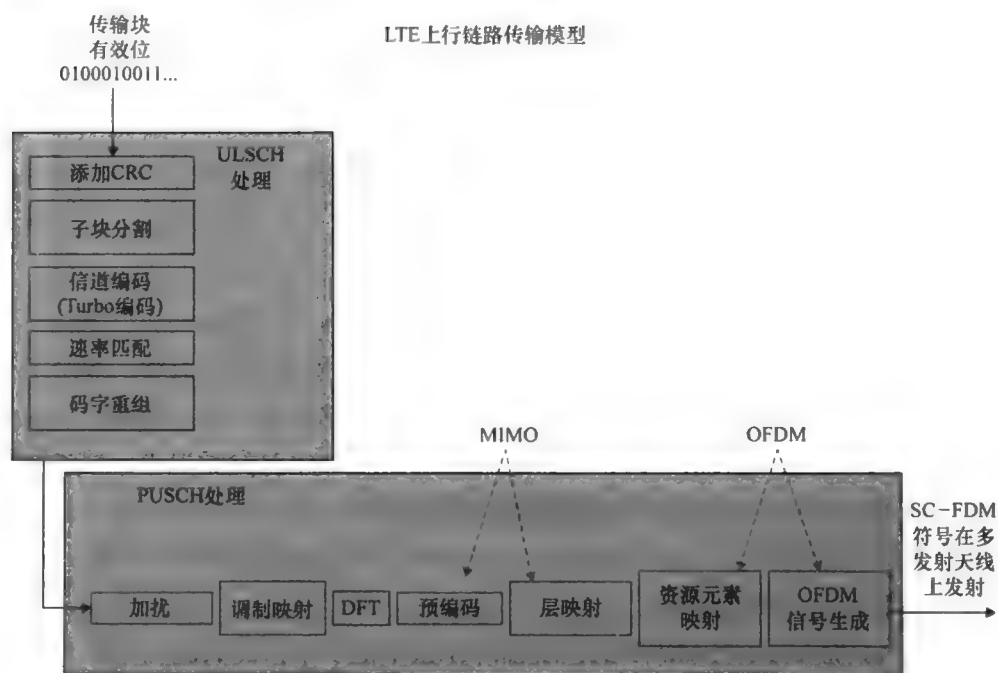 传输块
有效位
0100010011...
LTE上行链路传输模型
ULSCH
处理
添加CRC
子块分割
信道编码
(Turbo编码)
速率匹配
码字重组
MIMO
OFDM
PUSCH处理
加扰
调制映射
DFT
预编码
层映射
资源元素
映射
OFDM
信号生成
SC-FDM
符号在多
发射天线
上发射